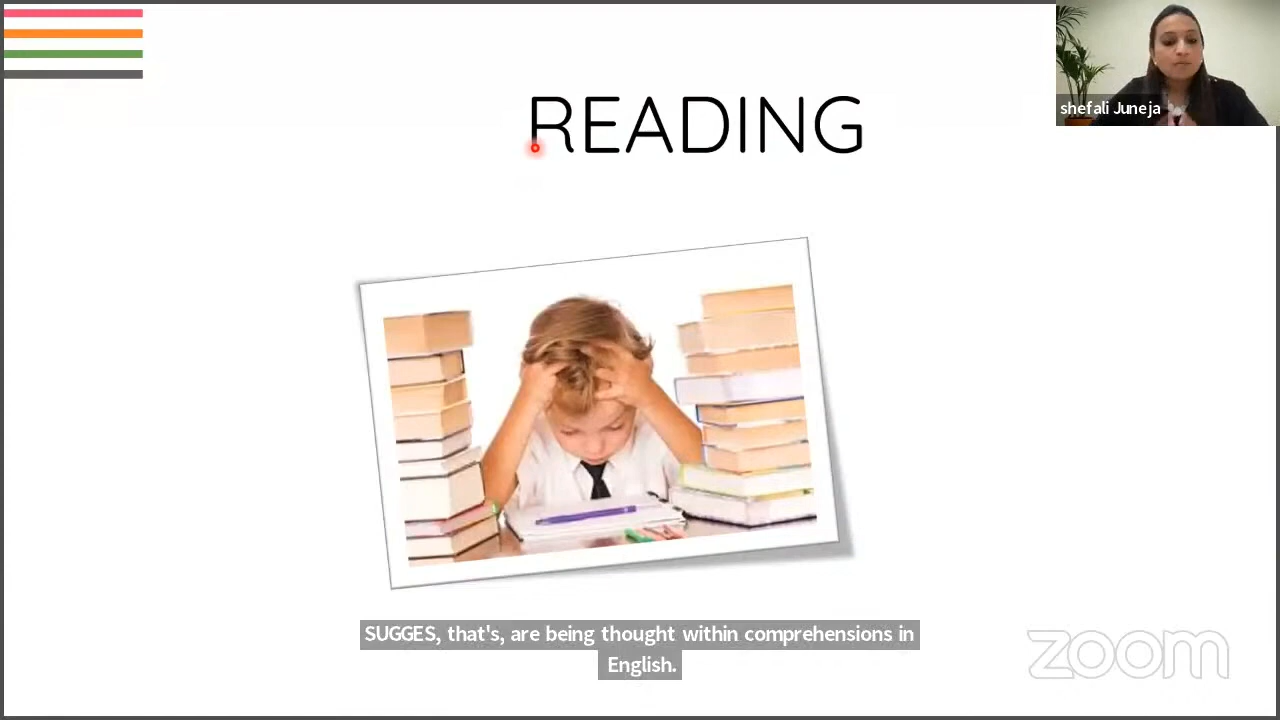 READING
shefali Juneja
SUGGES, that's, are being thought within comprehensions in
English.
zoom